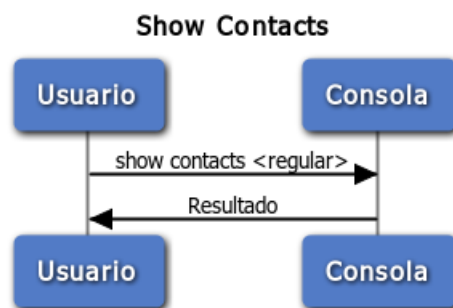 Show Contacts
Usuario Consola
show contacts <regular>
Resultado
Usuario Consola